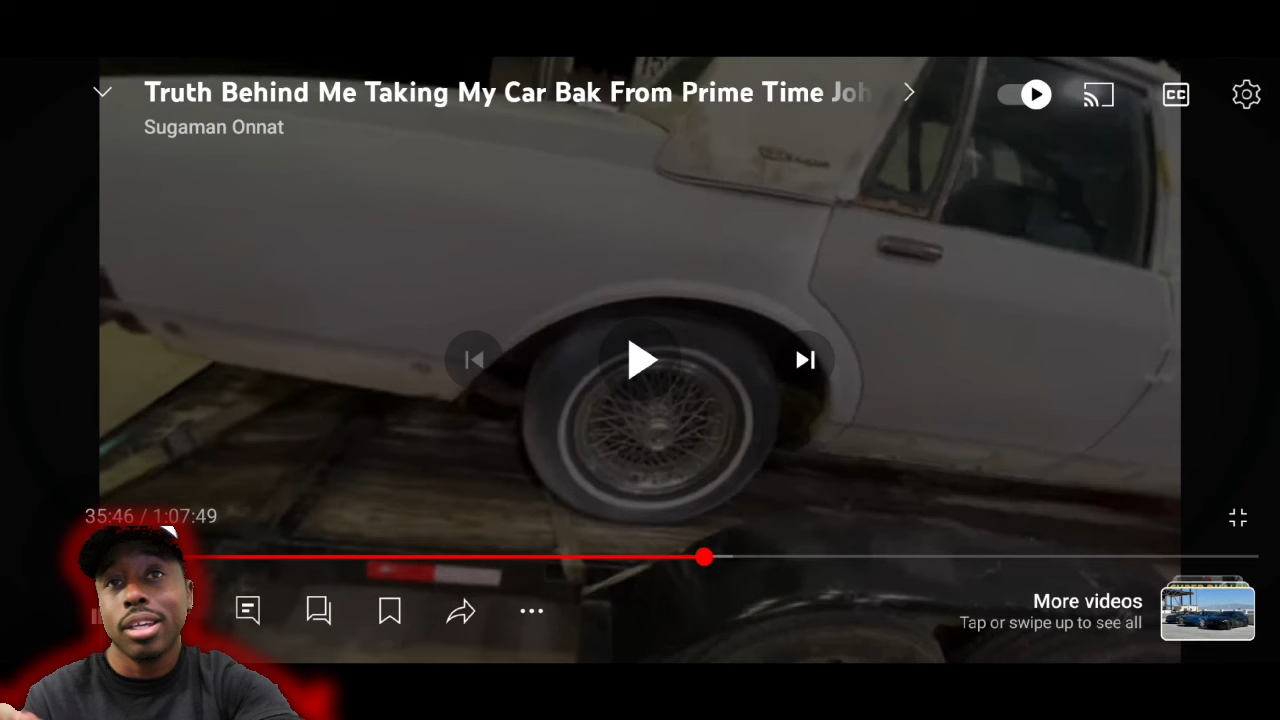 Truth Behind Me Taking My Car Bak From Prime Time Joh
Sugaman Onnat
CC
35:46 / 1:07:49
More videos
Tap or swipe up to see all